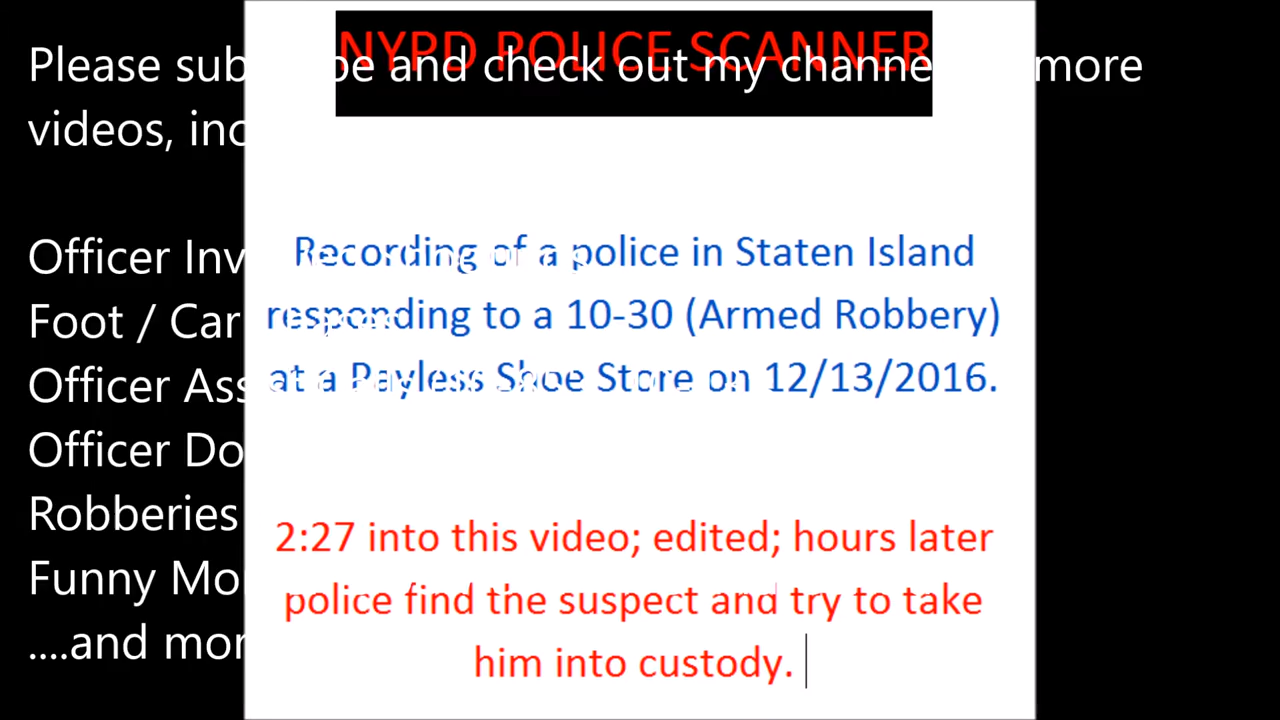 NYPD POLICE SCANNER
Please subscribe and check out my channel more
videos, inc
Recording of a police in Staten Island
responding to a 10-30 (Armed Robbery)
at a Payless Shoe Store on 12/13/2016.
2:27 into this video; edited; hours later
police find the suspect and try to take
him into custody.
Officer Inv
Foot / Car
Officer Ass
Officer Do
Robberies
Funny Mo
....and mor